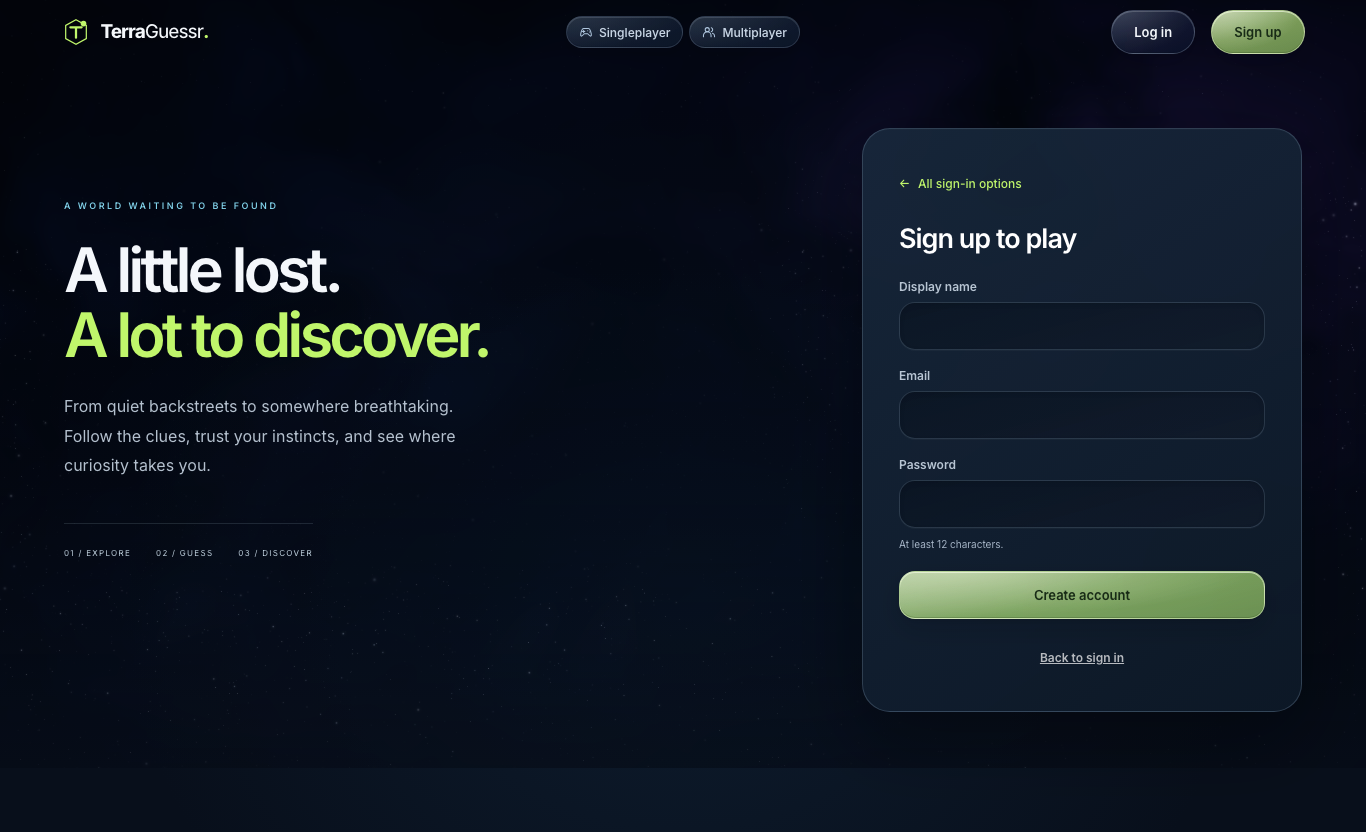 TerraGuessr.
Singleplayer
Multiplayer
Log in
Sign up
A WORLD WAITING TO BE FOUND
A little lost.
A lot to discover.
From quiet backstreets to somewhere breathtaking.
Follow the clues, trust your instincts, and see where
curiosity takes you.
01 / EXPLORE
02 / GUESS
03 / DISCOVER
← All sign-in options
Sign up to play
Display name
Email
Password
At least 12 characters.
Create account
Back to sign in